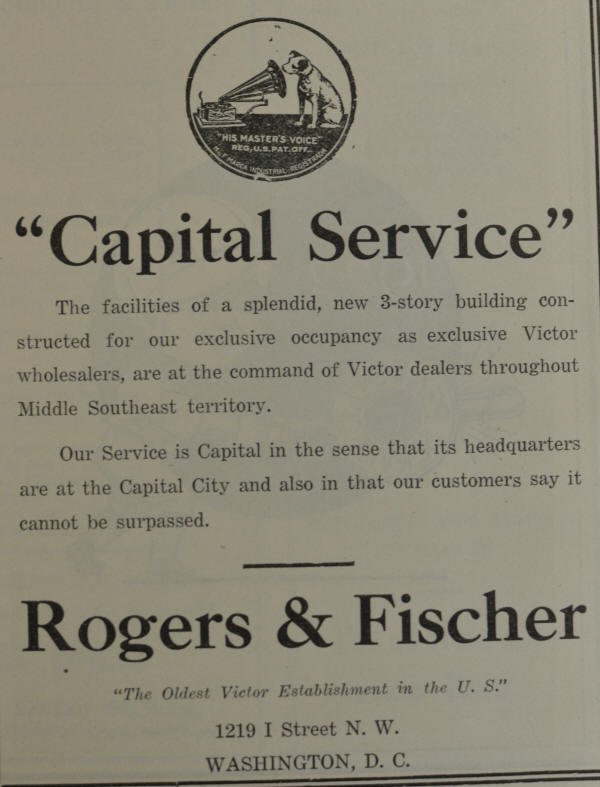 "HIS MASTER'S VOICE"
REG. U.S. PAT. OFF.
MARCA INDUSTRIAL REGISTRADA
"Capital Service"
The facilities of a splendid, new 3-story building con-
structed for our exclusive occupancy as exclusive Victor
wholesalers, are at the command of Victor dealers throughout
Middle Southeast territory.
Our Service is Capital in the sense that its headquarters
are at the Capital City and also in that our customers say it
cannot be surpassed.
Rogers & Fischer
"The Oldest Victor Establishment in the U. S."
1219 I Street N. W.
WASHINGTON, D. C.